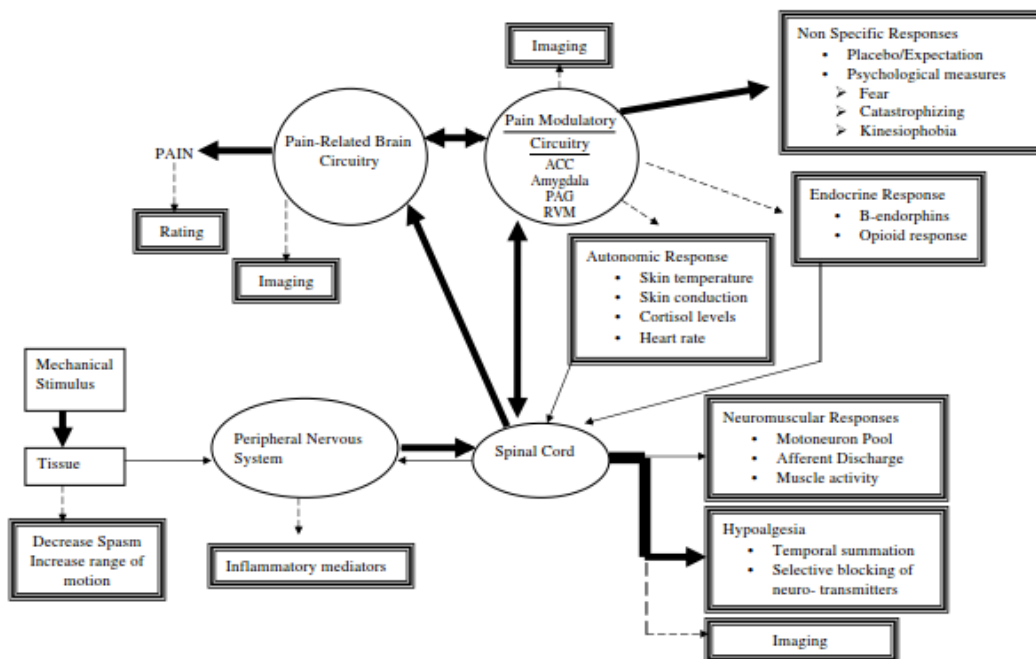 Imaging
Non Specific Responses
• Placebo/Expectation
• Psychological measures
➢ Fear
➢ Catastrophizing
➢ Kinesiophobia
Pain Modulatory
Circuitry
ACC
Amygdala
PAG
RVM
Pain-Related Brain
Circuitry
PAIN
Rating
Imaging
Endocrine Response
• B-endorphins
• Opioid response
Autonomic Response
• Skin temperature
• Skin conduction
• Cortisol levels
• Heart rate
Mechanical
Stimulus
Tissue
Peripheral Nervous
System
Spinal Cord
Neuromuscular Responses
• Motoneuron Pool
• Afferent Discharge
• Muscle activity
Decrease Spasm
Increase range of
motion
Inflammatory mediators
Hypoalgesia
• Temporal summation
• Selective blocking of
neuro- transmitters
Imaging